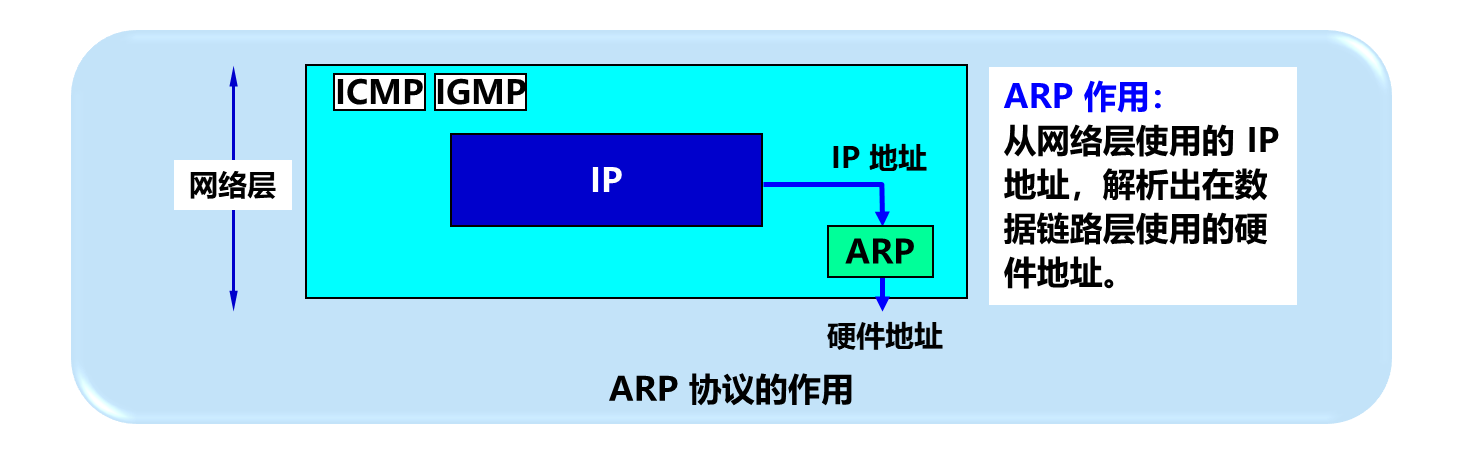 ICMP IGMP
ARP 作用：
从网络层使用的 IP
地址，解析出在数
据链路层使用的硬
件地址。
IP 地址
网络层
IP
ARP
硬件地址
ARP 协议的作用